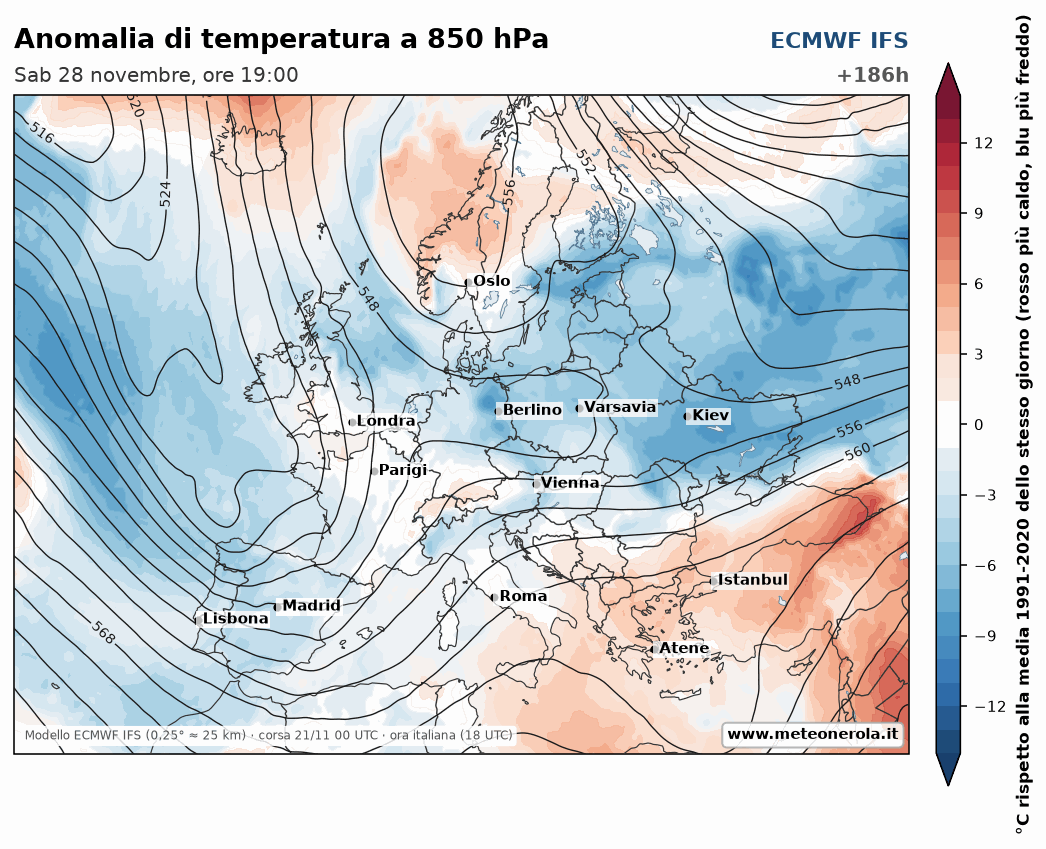 Anomalia di temperatura a 850 hPa
ECMWF IFS
Sab 28 novembre, ore 19:00
+186h
516
520
524
556
552
548
Oslo
548
Londra
Berlino
Varsavia
Kiev
556
560
Parigi
Vienna
Istanbul
Roma
Madrid
Lisbona
568
Atene
Modello ECMWF IFS (0,25° ≈ 25 km) · corsa 21/11 00 UTC · ora italiana (18 UTC)
www.meteonerola.it
12
9
6
3
0
−3
−6
−9
−12
°C rispetto alla media 1991-2020 dello stesso giorno (rosso più caldo, blu più freddo)